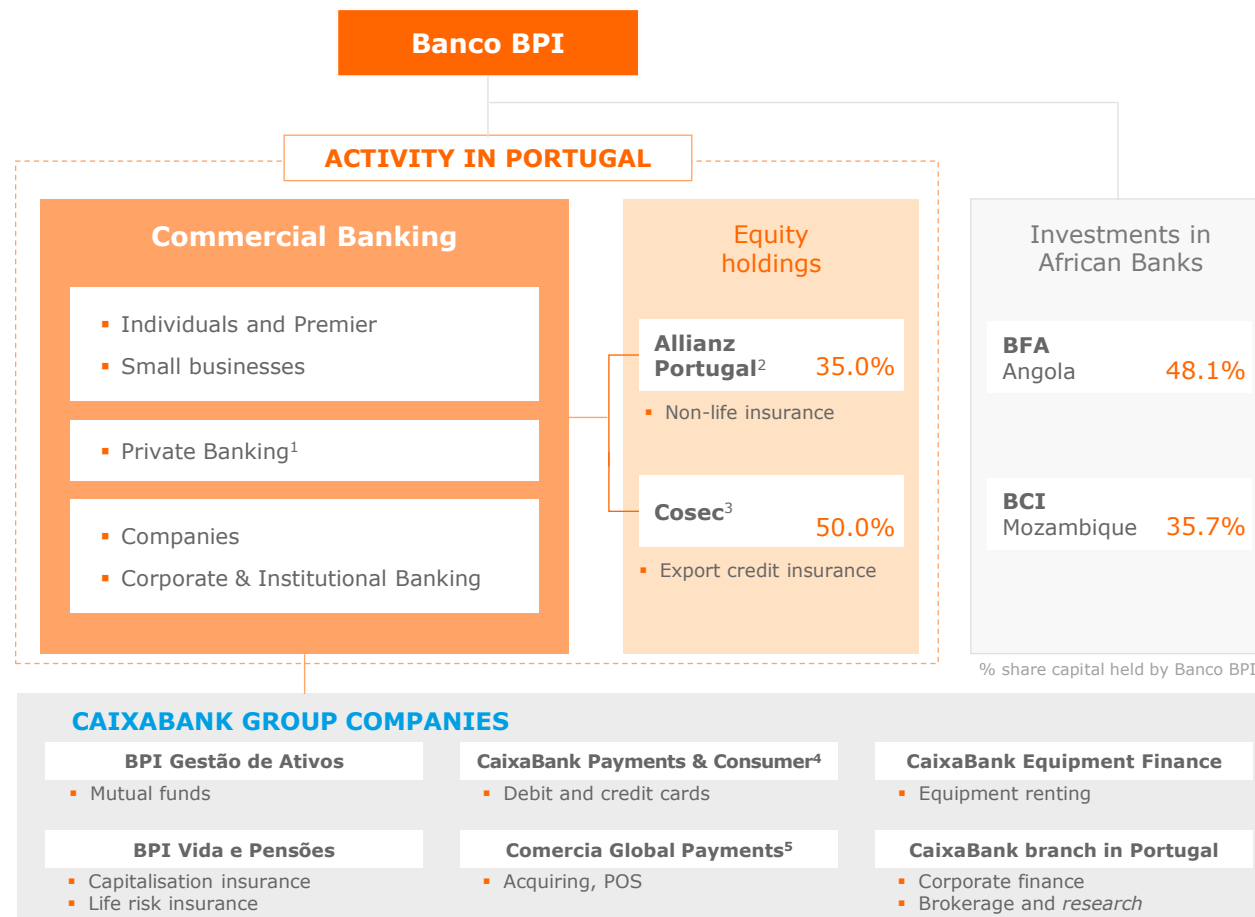 Banco BPI
ACTIVITY IN PORTUGAL
Commercial Banking
▪ Individuals and Premier
▪ Small businesses
▪ Private Banking¹
▪ Companies
▪ Corporate & Institutional Banking
Equity
holdings
Allianz
Portugal² 35.0%
▪ Non-life insurance
Cosec³
50.0%
▪ Export credit insurance
Investments in
African Banks
BFA
Angola 48.1%
BCI
Mozambique 35.7%
% share capital held by Banco BPI
CAIXABANK GROUP COMPANIES
BPI Gestão de Ativos
▪ Mutual funds
CaixaBank Payments & Consumer⁴
▪ Debit and credit cards
CaixaBank Equipment Finance
▪ Equipment renting
BPI Vida e Pensões
▪ Capitalisation insurance
▪ Life risk insurance
Comercia Global Payments⁵
▪ Acquiring, POS
CaixaBank branch in Portugal
▪ Corporate finance
▪ Brokerage and research